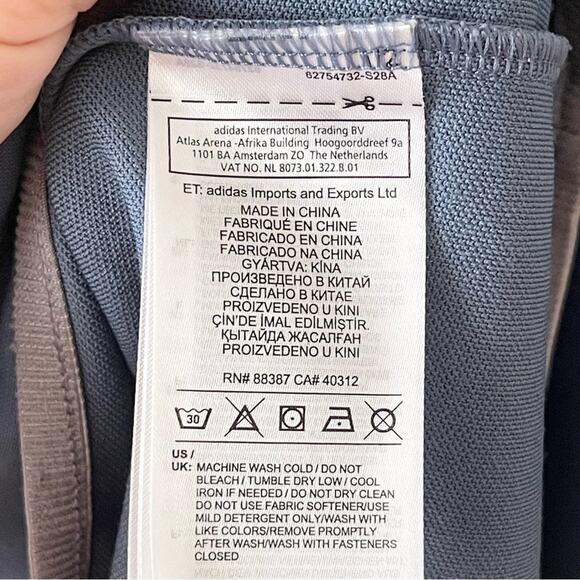 62754732-S28A
adidas International Trading BV
Atlas Arena -Afrika Building Hoogoorddreef 9a
1101 BA Amsterdam ZO The Netherlands
VAT NO. NL 8073.01.322.B.01
ET: adidas Imports and Exports Ltd
MADE IN CHINA
FABRIQUÉ EN CHINE
FABRICADO EN CHINA
FABRICADO NA CHINA
GYÁRTVA: KÍNA
ПРОИЗВЕДЕНО В КИТАЙ
СДЕЛАНО В КИТАЕ
PROIZVEDENO U KINI
ÇİN'DE İMAL EDİLMİŞTİR.
ҚЫТАЙДА ЖАСАЛҒАН
PROIZVEDENO U KINI
RN# 88387 CA# 40312
30
US /
UK: MACHINE WASH COLD / DO NOT
BLEACH / TUMBLE DRY LOW / COOL
IRON IF NEEDED / DO NOT DRY CLEAN
DO NOT USE FABRIC SOFTENER/USE
MILD DETERGENT ONLY/WASH WITH
LIKE COLORS/REMOVE PROMPTLY
AFTER WASH/WASH WITH FASTENERS
CLOSED